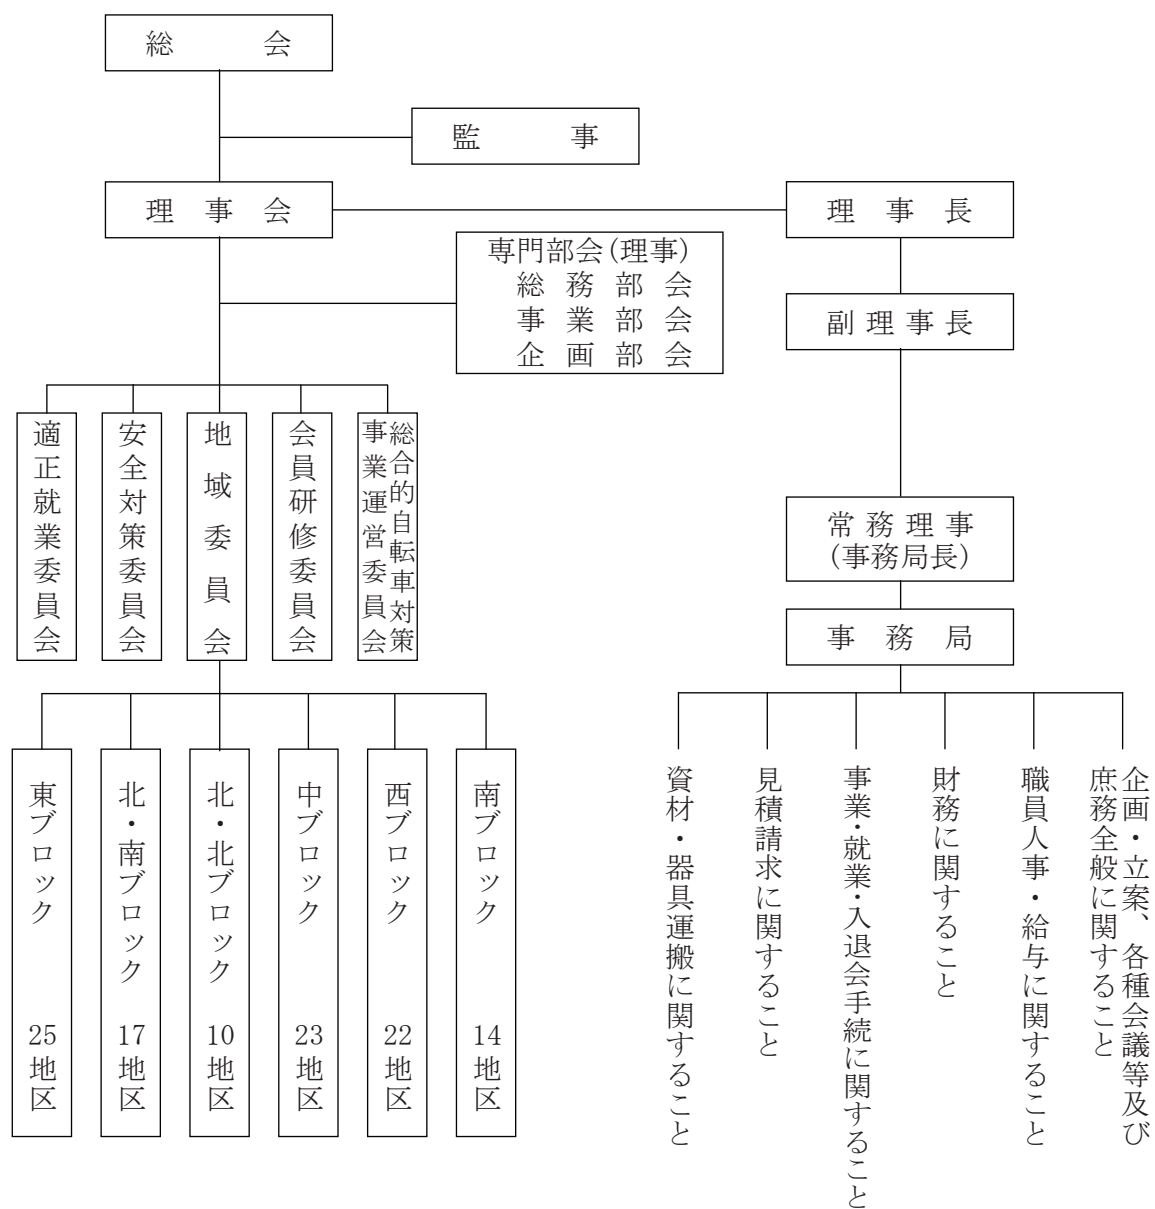 総会
監事
理事会
理事長
専門部会(理事)
総務部会
事業部会
企画部会
副理事長
常務理事
(事務局長)
事務局
適正就業委員会
安全対策委員会
地域委員会
会員研修委員会
総合的自転車対策
事業運営委員会
東ブロック 25地区
北・南ブロック 17地区
北・北ブロック 10地区
中ブロック 23地区
西ブロック 22地区
南ブロック 14地区
資材・器具運搬に関すること
見積請求に関すること
事業・就業・入退会手続に関すること
財務に関すること
職員人事・給与に関すること
企画・立案、各種会議等及び
庶務全般に関すること